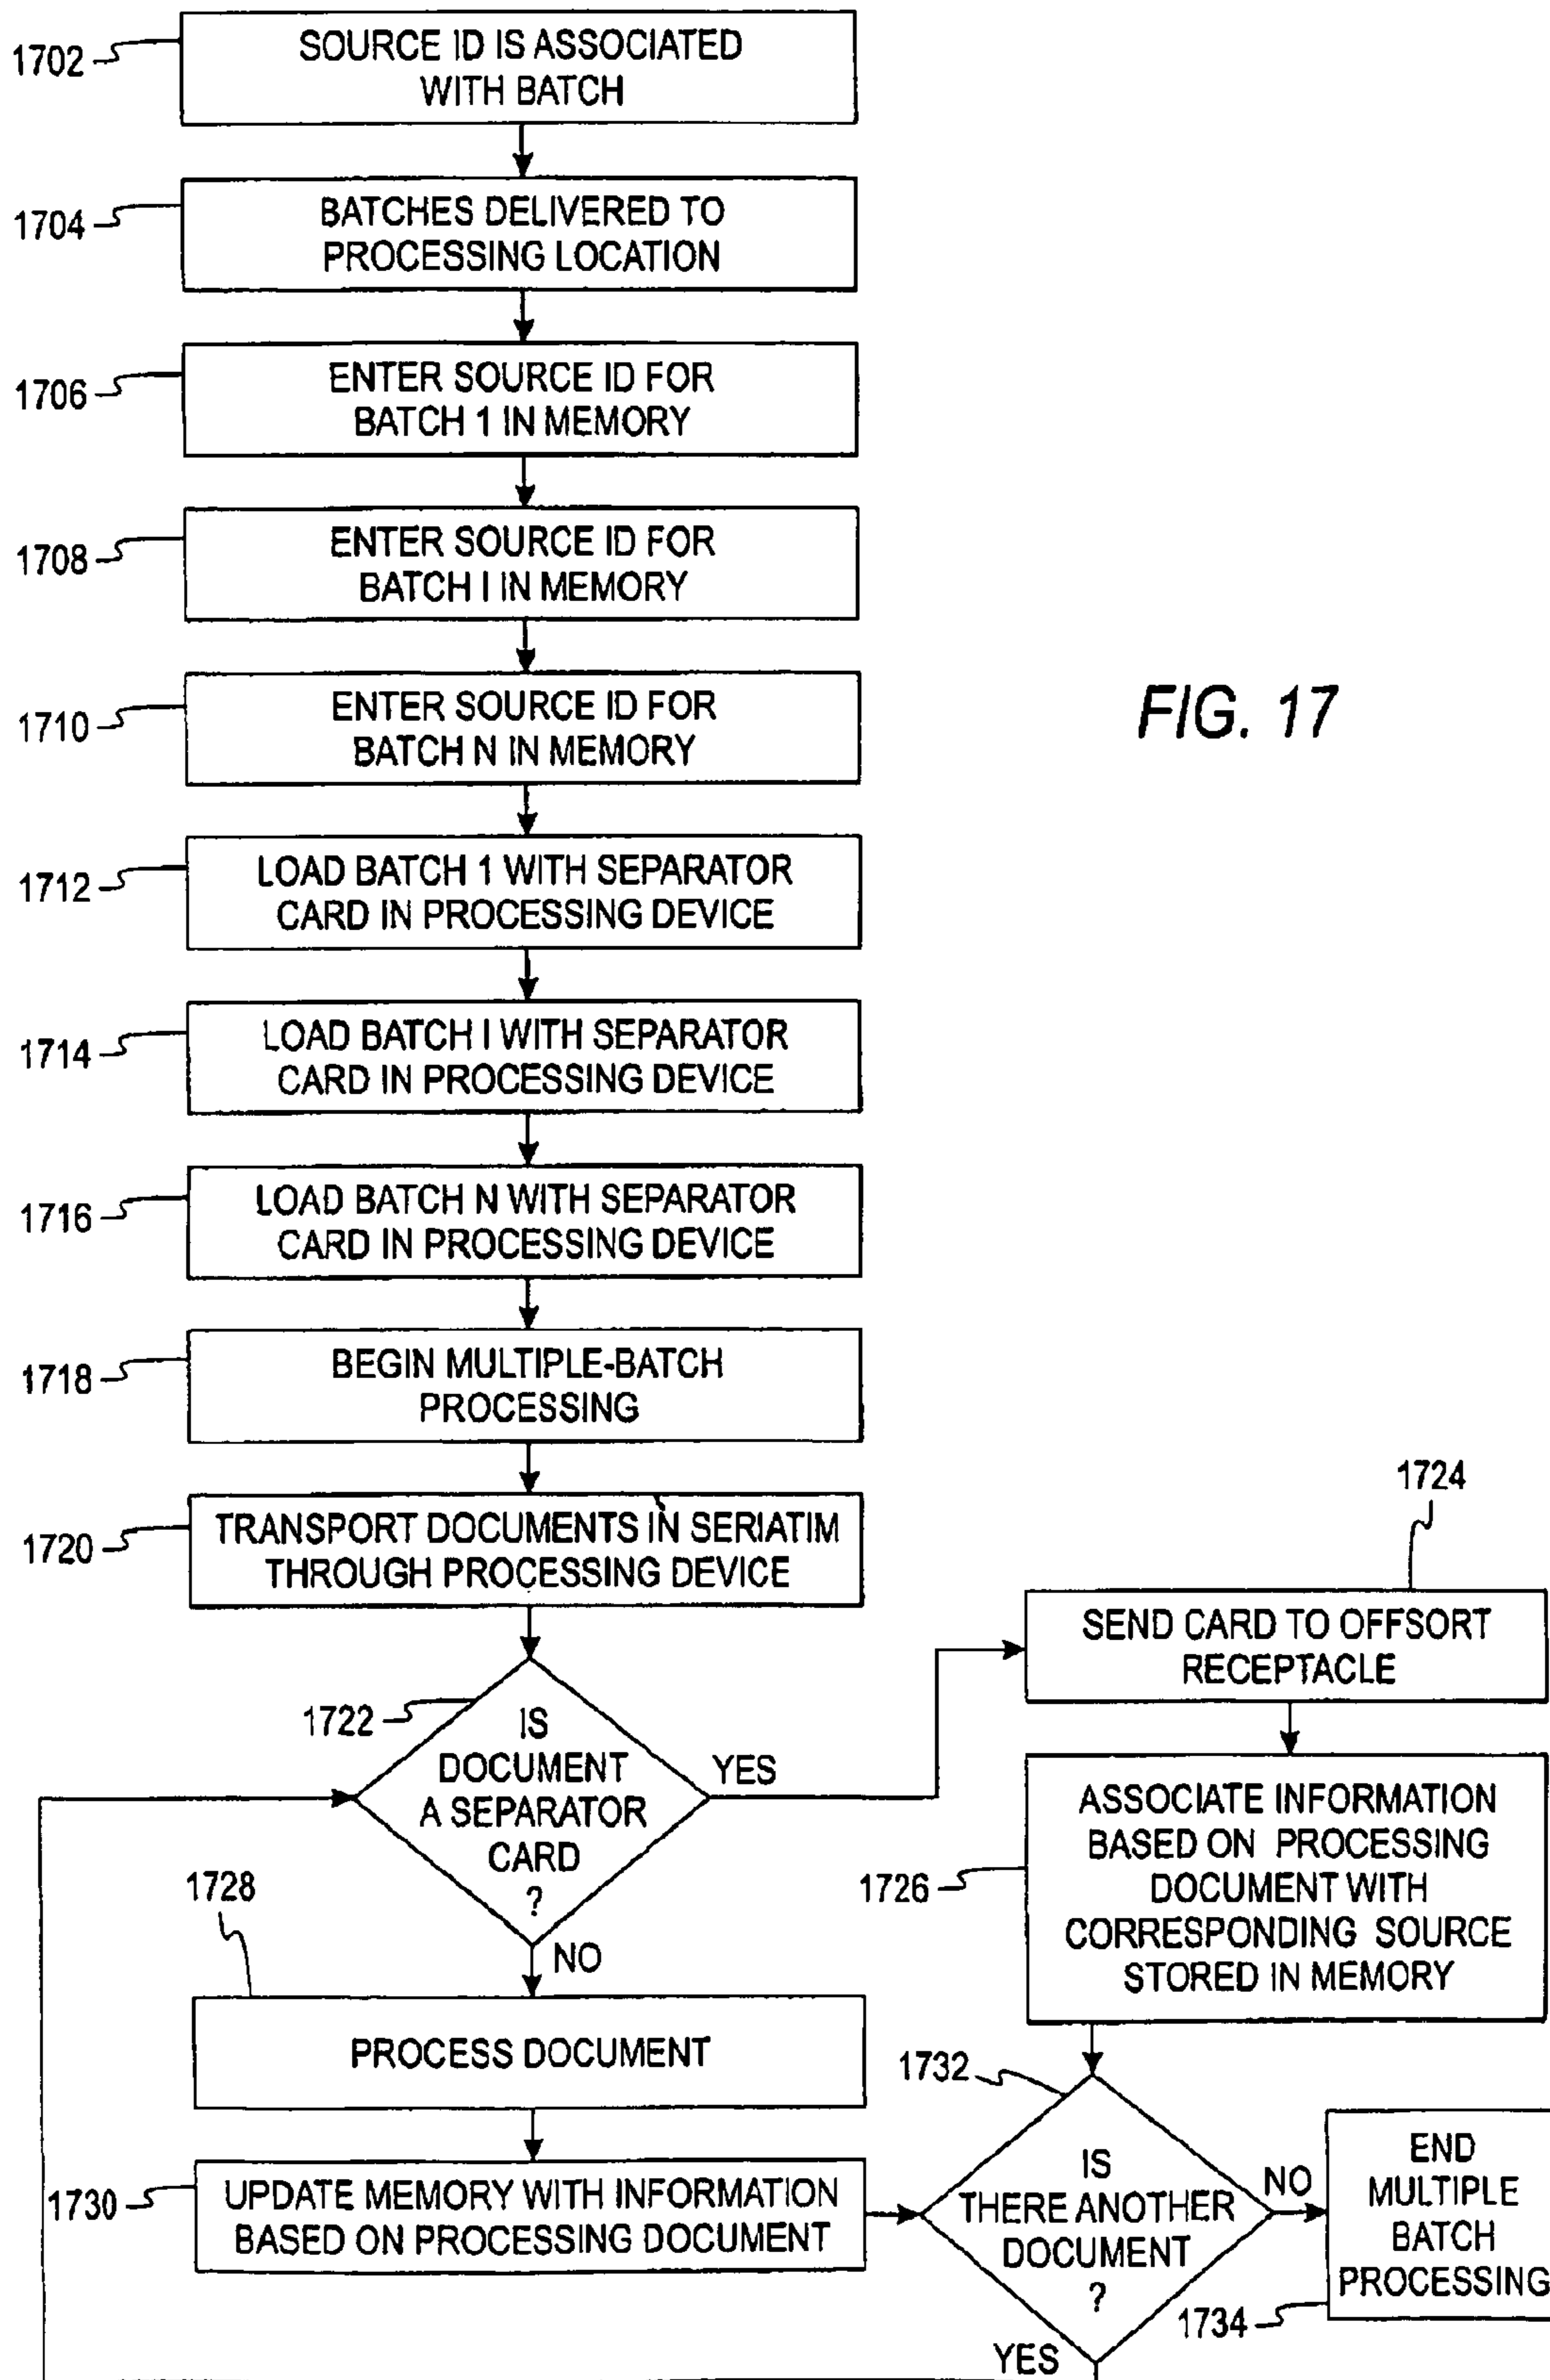 1702
SOURCE ID IS ASSOCIATED
WITH BATCH
1704
BATCHES DELIVERED TO
PROCESSING LOCATION
1706
ENTER SOURCE ID FOR
BATCH 1 IN MEMORY
1708
ENTER SOURCE ID FOR
BATCH I IN MEMORY
1710
ENTER SOURCE ID FOR
BATCH N IN MEMORY
FIG. 17
1712
LOAD BATCH 1 WITH SEPARATOR
CARD IN PROCESSING DEVICE
1714
LOAD BATCH I WITH SEPARATOR
CARD IN PROCESSING DEVICE
1716
LOAD BATCH N WITH SEPARATOR
CARD IN PROCESSING DEVICE
1718
BEGIN MULTIPLE-BATCH
PROCESSING
1720
TRANSPORT DOCUMENTS IN SERIATIM
THROUGH PROCESSING DEVICE
1722
IS
DOCUMENT
A SEPARATOR
CARD
?
YES
NO
1724
SEND CARD TO OFFSORT
RECEPTACLE
1726
ASSOCIATE INFORMATION
BASED ON PROCESSING
DOCUMENT WITH
CORRESPONDING SOURCE
STORED IN MEMORY
1728
PROCESS DOCUMENT
1730
UPDATE MEMORY WITH INFORMATION
BASED ON PROCESSING DOCUMENT
1732
IS
THERE ANOTHER
DOCUMENT
?
NO
YES
1734
END
MULTIPLE
BATCH
PROCESSING